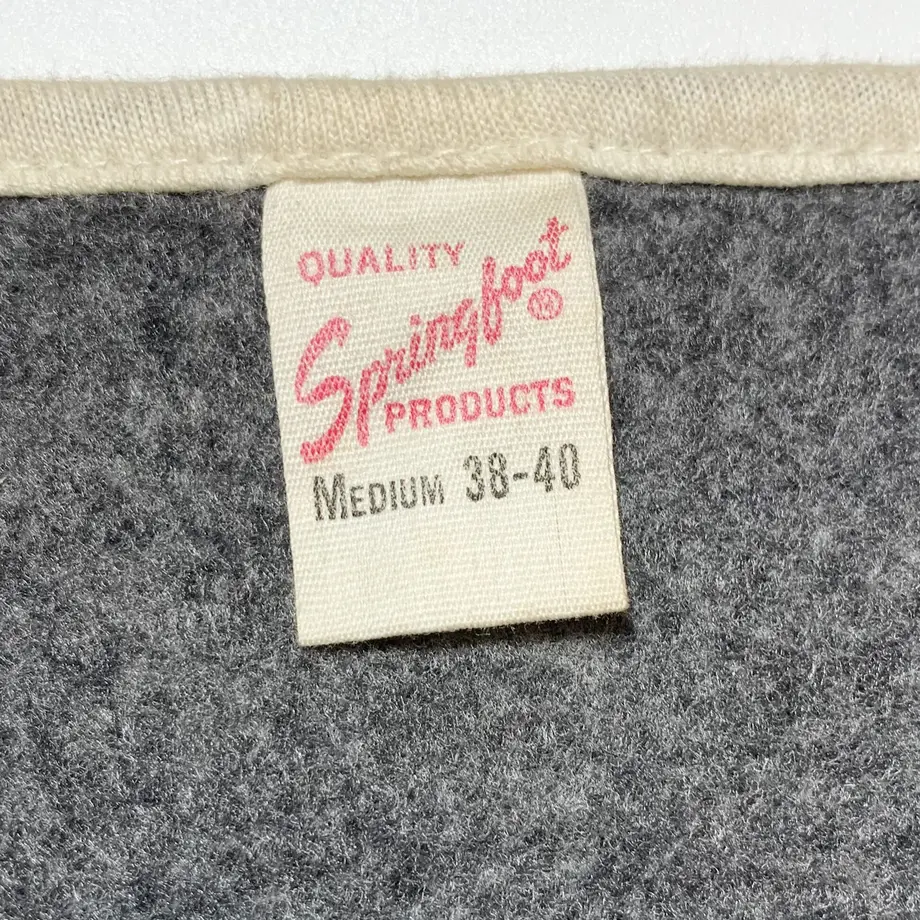 QUALITY
Springfoot®
PRODUCTS
MEDIUM 38-40